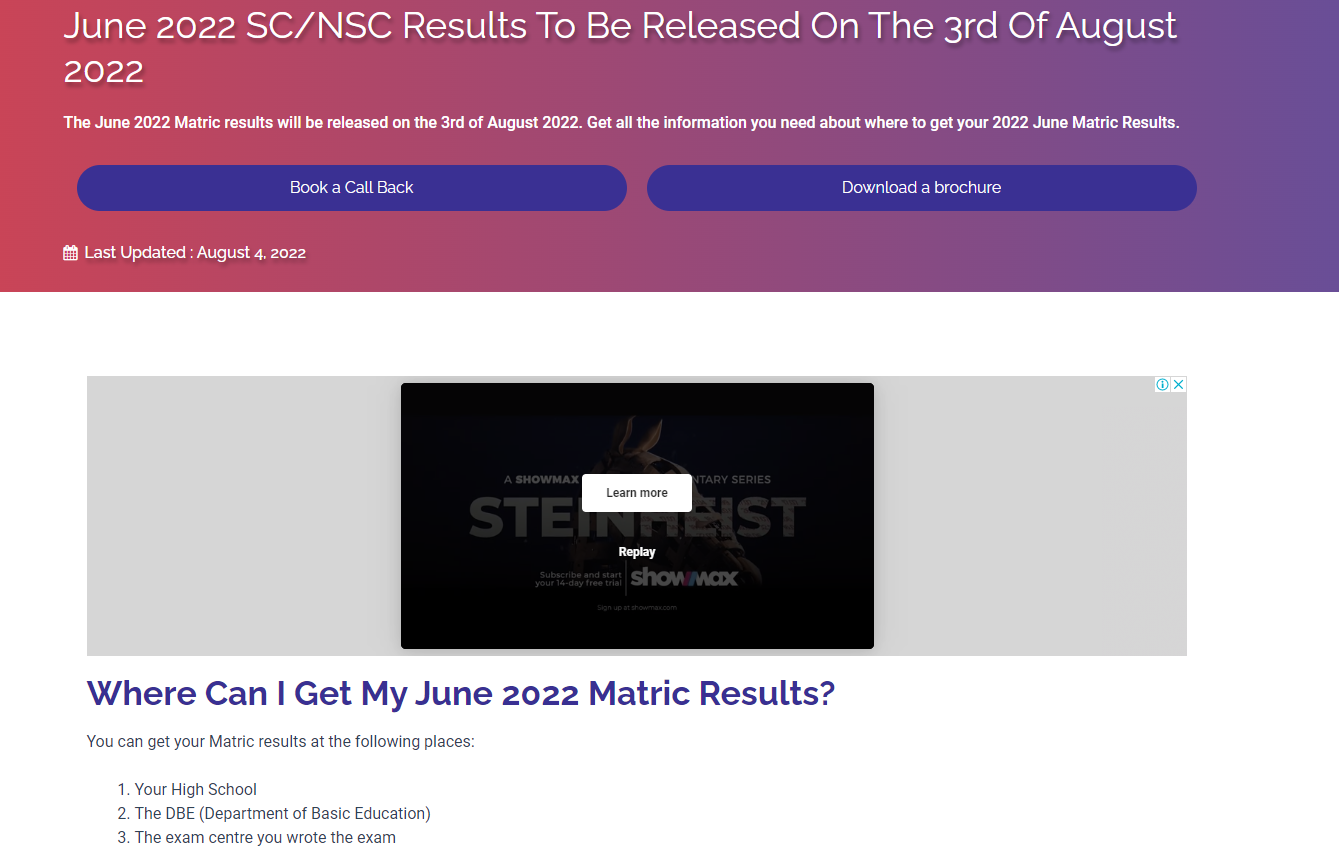 June 2022 SC/NSC Results To Be Released On The 3rd Of August
2022
The June 2022 Matric results will be released on the 3rd of August 2022. Get all the information you need about where to get your 2022 June Matric Results.
Book a Call Back
Download a brochure
Last Updated : August 4, 2022
A SHOWMAX NTARY SERIES
Learn more
STEINHEIST
Replay
Subscribe and start
your 14-day free trial
showmax
Sign up at showmax.com
Where Can I Get My June 2022 Matric Results?
You can get your Matric results at the following places:
1. Your High School
2. The DBE (Department of Basic Education)
3. The exam centre you wrote the exam